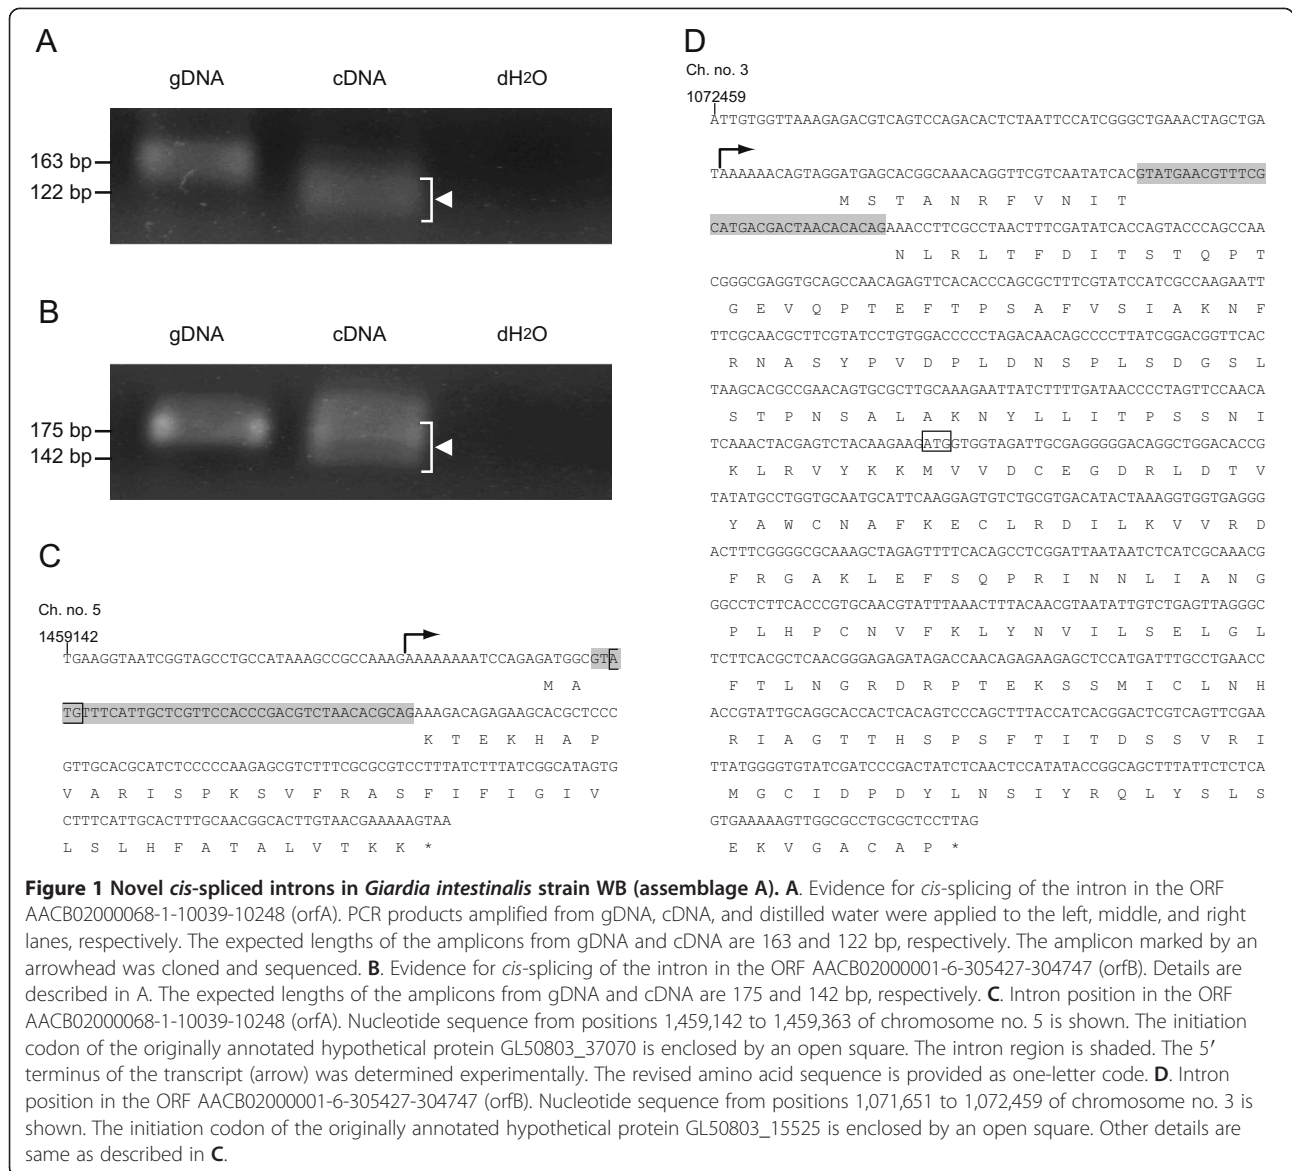 A
gDNA cDNA dH2O
163 bp
122 bp
B
gDNA cDNA dH2O
175 bp
142 bp
C
Ch. no. 5
1459142
TGAAGGTAATCGGTAGCCTGCCATAAAGCCGCCAAAGAAAAAAAATCCAGAGATGGCGTA
M A
TGTTTCATTGCTCGTTCCACCCGACGTCTAACACGCAGAAAGACAGAGAAGCACGCTCCC
K T E K H A P
GTTGCACGCATCTCCCCCAAGAGCGTCTTTCGCGCGTCCTTTATCTTTATCGGCATAGTG
V A R I S P K S V F R A S F I F I G I V
CTTTCATTGCACTTTGCAACGGCACTTGTAACGAAAAAGTAA
L S L H F A T A L V T K K *
D
Ch. no. 3
1072459
ATTGTGGTTAAAGAGACGTCAGTCCAGACACTCTAATTCCATCGGGCTGAAACTAGCTGA
TAAAAAACAGTAGGATGAGCACGGCAAACAGGTTCGTCAATATCACGTATGAACGTTTCG
M S T A N R F V N I T
CATGACGACTAACACACAGAAACCTTCGCCTAACTTTCGATATCACCAGTACCCAGCCAA
N L R L T F D I T S T Q P T
CGGGCGAGGTGCAGCCAACAGAGTTCACACCCAGCGCTTTCGTATCCATCGCCAAGAATT
G E V Q P T E F T P S A F V S I A K N F
TTCGCAACGCTTCGTATCCTGTGGACCCCCTAGACAACAGCCCCTTATCGGACGGTTCAC
R N A S Y P V D P L D N S P L S D G S L
TAAGCACGCCGAACAGTGCGCTTGCAAAGAATTATCTTTTGATAACCCCTAGTTCCAACA
S T P N S A L A K N Y L L I T P S S N I
TCAAACTACGAGTCTACAAGAAGATGGTGGTAGATTGCGAGGGGGACAGGCTGGACACCG
K L R V Y K K M V V D C E G D R L D T V
TATATGCCTGGTGCAATGCATTCAAGGAGTGTCTGCGTGACATACTAAAGGTGGTGAGGG
Y A W C N A F K E C L R D I L K V V R D
ACTTTCGGGGCGCAAAGCTAGAGTTTTCACAGCCTCGGATTAATAATCTCATCGCAAACG
F R G A K L E F S Q P R I N N L I A N G
GGCCTCTTCACCCGTGCAACGTATTTAAACTTTACAACGTAATATTGTCTGAGTTAGGGC
P L H P C N V F K L Y N V I L S E L G L
TCTTCACGCTCAACGGGAGAGATAGACCAACAGAGAAGAGCTCCATGATTTGCCTGAACC
F T L N G R D R P T E K S S M I C L N H
ACCGTATTGCAGGCACCACTCACAGTCCCAGCTTTACCATCACGGACTCGTCAGTTCGAA
R I A G T T H S P S F T I T D S S V R I
TTATGGGGTGTATCGATCCCGACTATCTCAACTCCATATACCGGCAGCTTTATTCTCTCA
M G C I D P D Y L N S I Y R Q L Y S L S
GTGAAAAAGTTGGCGCCTGCGCTCCTTAG
E K V G A C A P *
Figure 1 Novel cis-spliced introns in Giardia intestinalis strain WB (assemblage A). A. Evidence for cis-splicing of the intron in the ORF
AACB02000068-1-10039-10248 (orfA). PCR products amplified from gDNA, cDNA, and distilled water were applied to the left, middle, and right
lanes, respectively. The expected lengths of the amplicons from gDNA and cDNA are 163 and 122 bp, respectively. The amplicon marked by an
arrowhead was cloned and sequenced. B. Evidence for cis-splicing of the intron in the ORF AACB02000001-6-305427-304747 (orfB). Details are
described in A. The expected lengths of the amplicons from gDNA and cDNA are 175 and 142 bp, respectively. C. Intron position in the ORF
AACB02000068-1-10039-10248 (orfA). Nucleotide sequence from positions 1,459,142 to 1,459,363 of chromosome no. 5 is shown. The initiation
codon of the originally annotated hypothetical protein GL50803_37070 is enclosed by an open square. The intron region is shaded. The 5′
terminus of the transcript (arrow) was determined experimentally. The revised amino acid sequence is provided as one-letter code. D. Intron
position in the ORF AACB02000001-6-305427-304747 (orfB). Nucleotide sequence from positions 1,071,651 to 1,072,459 of chromosome no. 3 is
shown. The initiation codon of the originally annotated hypothetical protein GL50803_15525 is enclosed by an open square. Other details are
same as described in C.